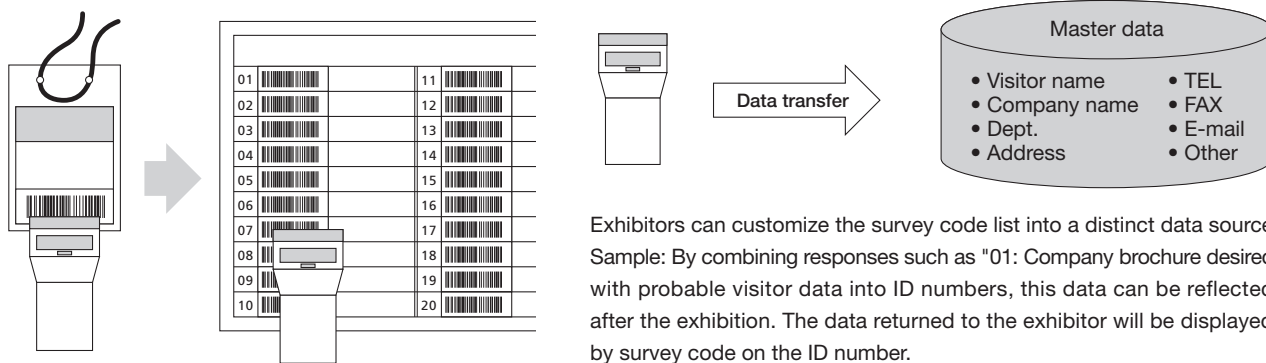 01
02
03
04
05
06
07
08
09
10
11
12
13
14
15
16
17
18
19
20
Data transfer
Master data
• Visitor name
• Company name
• Dept.
• Address
• TEL
• FAX
• E-mail
• Other
Exhibitors can customize the survey code list into a distinct data source
Sample: By combining responses such as "01: Company brochure desired
with probable visitor data into ID numbers, this data can be reflected
after the exhibition. The data returned to the exhibitor will be displayed
by survey code on the ID number.